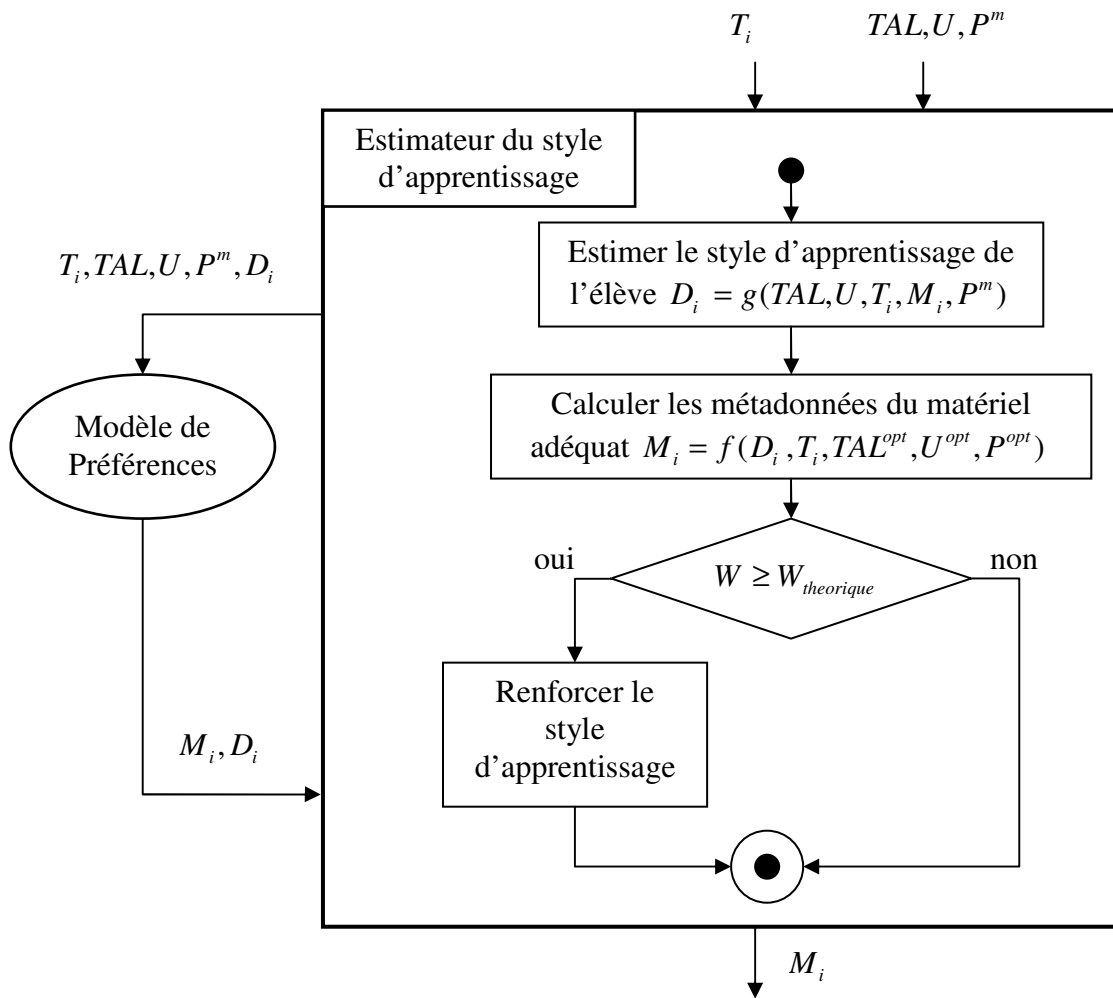 T_i
TAL,U,P^m
Estimateur du style
d'apprentissage
Estimer le style d'apprentissage de
l'élève D_i = g(TAL,U,T_i,M_i,P^m)
T_i,TAL,U,P^m,D_i
Calculer les métadonnées du matériel
adéquat M_i = f(D_i,T_i,TAL^opt,U^opt,P^opt)
Modèle de
Préférences
oui
non
W ≥ W_theorique
Renforcer le
style
d'apprentissage
M_i,D_i
M_i